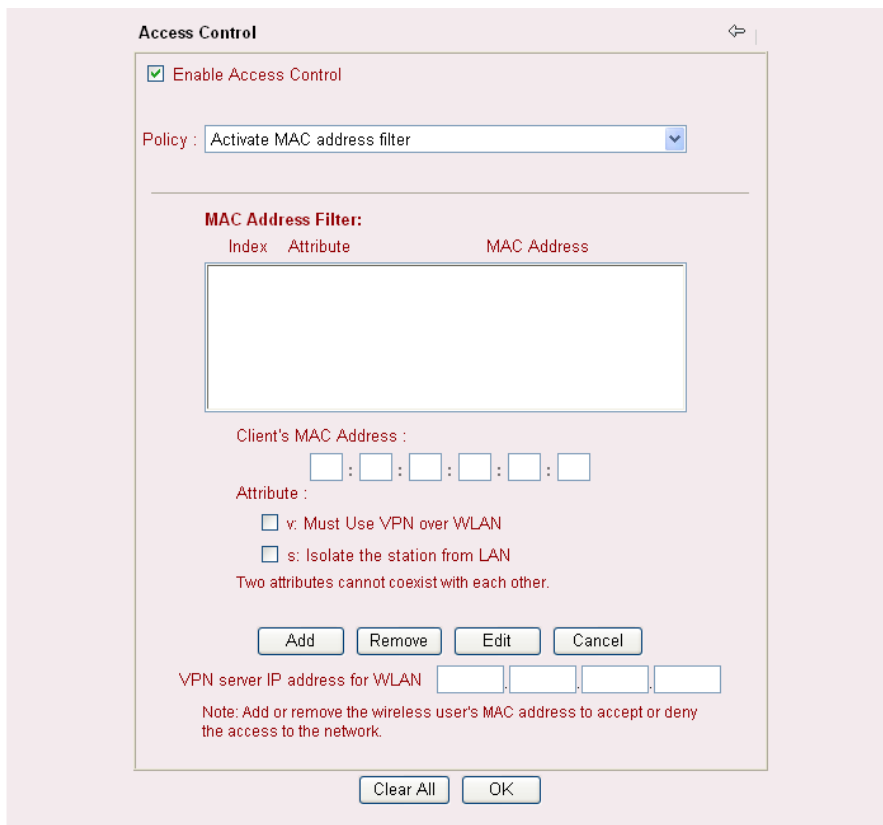 Access Control
Enable Access Control
Policy : Activate MAC address filter
MAC Address Filter:
Index Attribute MAC Address
Client's MAC Address :
: : : : :
Attribute :
v: Must Use VPN over WLAN
s: Isolate the station from LAN
Two attributes cannot coexist with each other.
Add Remove Edit Cancel
VPN server IP address for WLAN . . .
Note: Add or remove the wireless user's MAC address to accept or deny
the access to the network.
Clear All OK